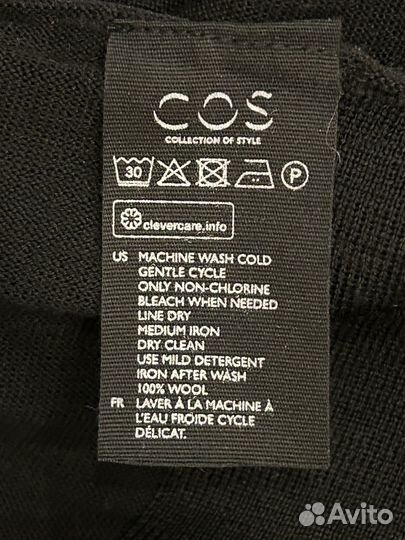 COS
COLLECTION OF STYLE
30 P
clevercare.info
US MACHINE WASH COLD
GENTLE CYCLE
ONLY NON-CHLORINE
BLEACH WHEN NEEDED
LINE DRY
MEDIUM IRON
DRY CLEAN
USE MILD DETERGENT
IRON AFTER WASH
100% WOOL
FR LAVER À LA MACHINE À
L'EAU FROIDE CYCLE
DÉLICAT.
Avito